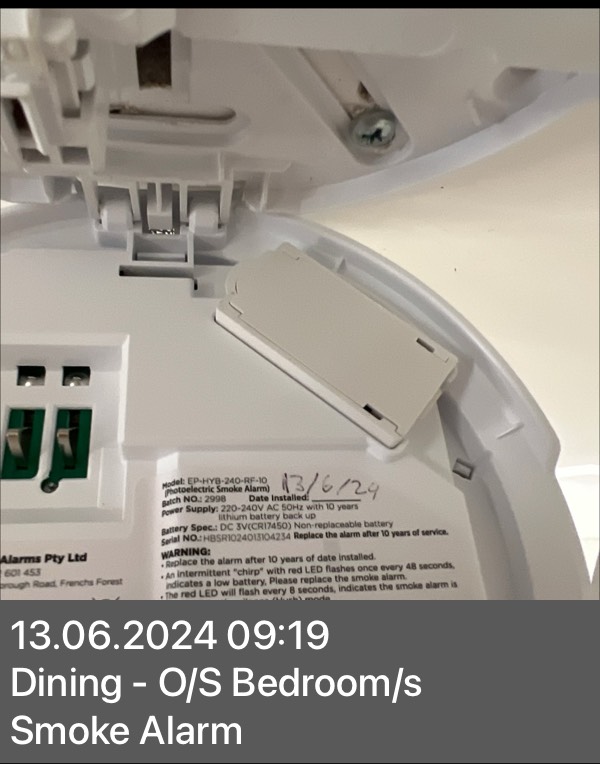 Model: EP-HYB-240-RF-10
(Photoelectric Smoke Alarm)
Batch NO.: 2998 Date Installed: 13/6/24
Power Supply: 220-240V AC 50Hz with 10 years
lithium battery back up
Battery Spec.: DC 3V(CR17450) Non-replaceable battery
Serial NO.: HBSR1024013104234 Replace the alarm after 10 years of service.
WARNING:
• Replace the alarm after 10 years of date installed.
• An intermittent "chirp" with red LED flashes once every 48 seconds,
indicates a low battery, Please replace the smoke alarm.
• The red LED will flash every 8 seconds, indicates the smoke alarm is
Alarms Pty Ltd
601 453
orough Road, Frenchs Forest
13.06.2024 09:19
Dining - O/S Bedroom/s
Smoke Alarm